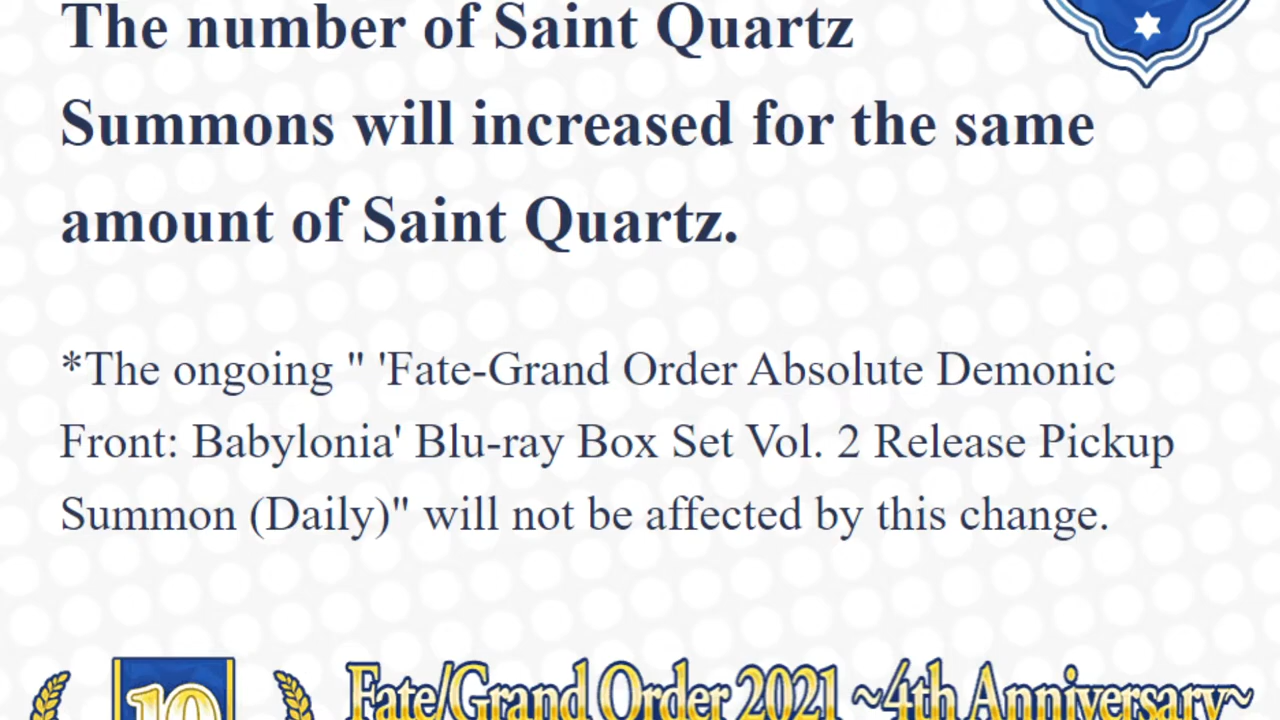 The number of Saint Quartz
Summons will increased for the same
amount of Saint Quartz.
*The ongoing " 'Fate-Grand Order Absolute Demonic
Front: Babylonia' Blu-ray Box Set Vol. 2 Release Pickup
Summon (Daily)" will not be affected by this change.
10 Fate/Grand Order 2021 ~4th Anniversary~